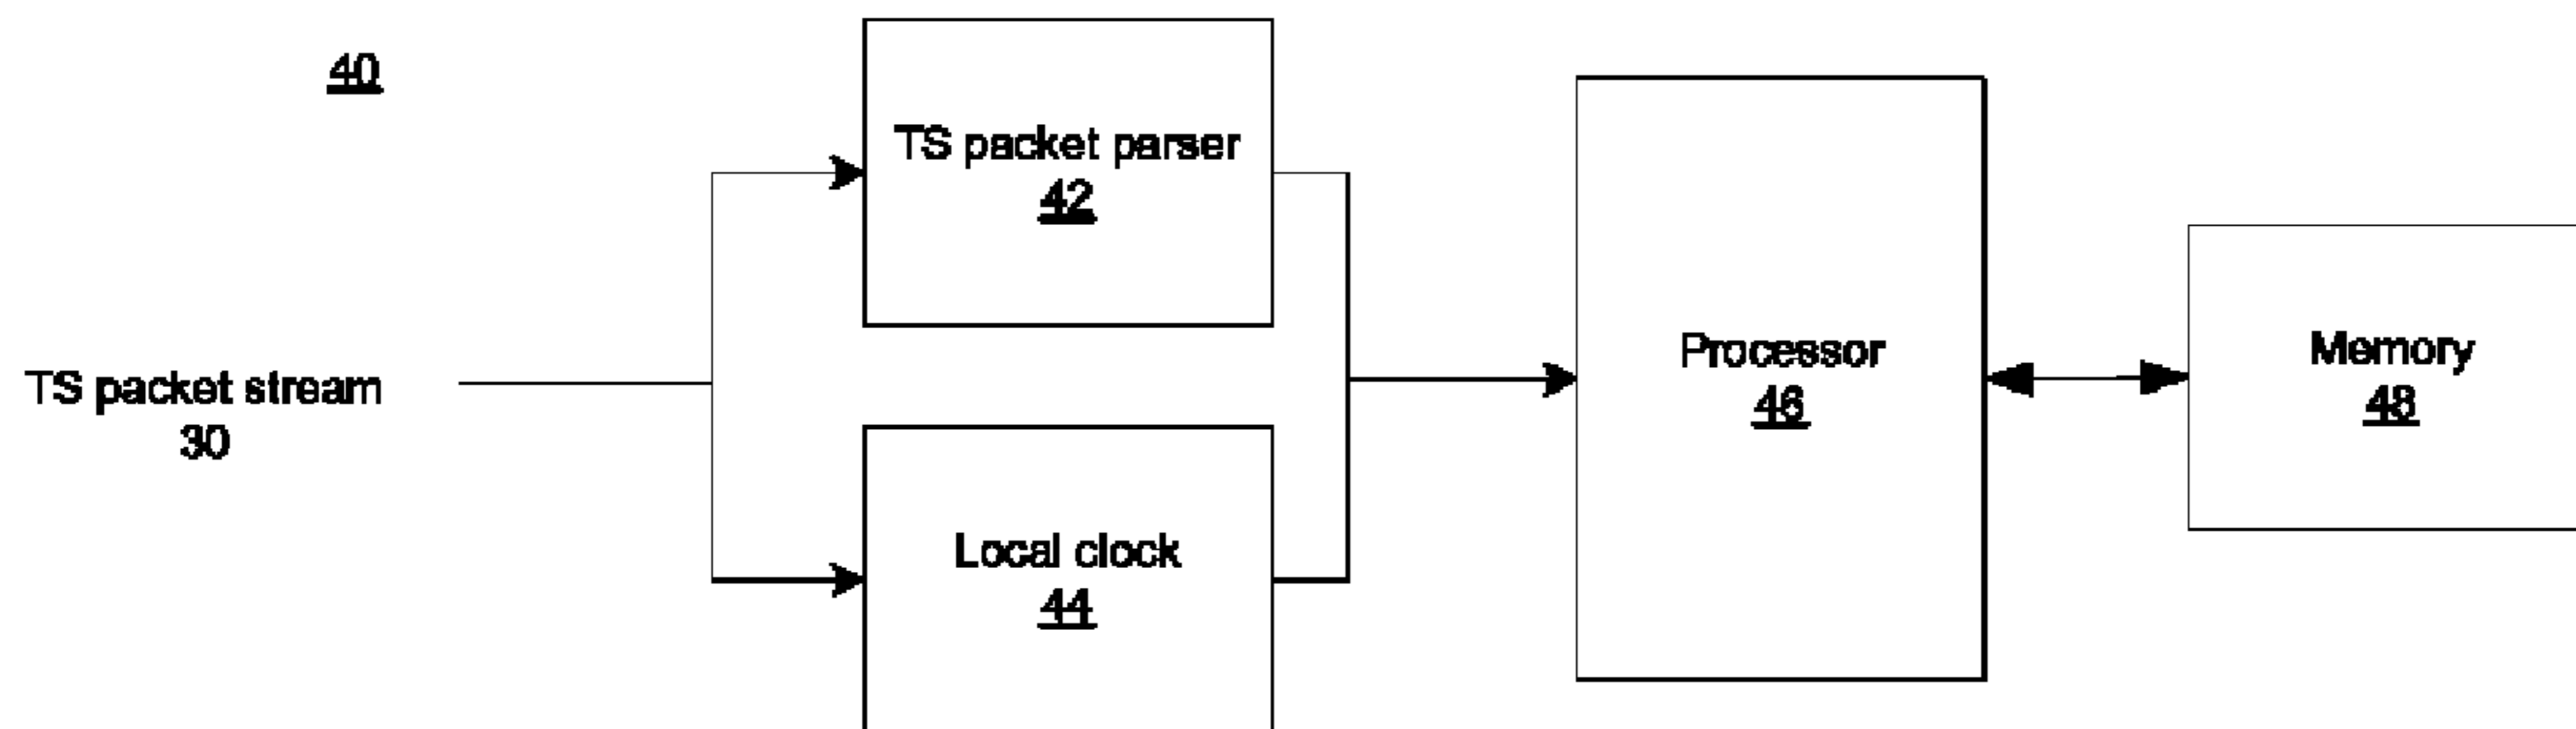 40
TS packet parser
42
TS packet stream
30
Local clock
44
Processor
46
Memory
48